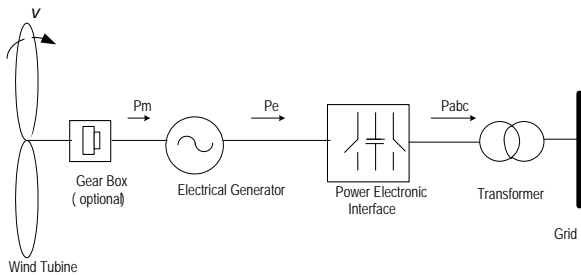 v
Pm
Pe
Pabc
Gear Box
( optional)
Electrical Generator
Power Electronic
Interface
Transformer
Grid
Wind Tubine